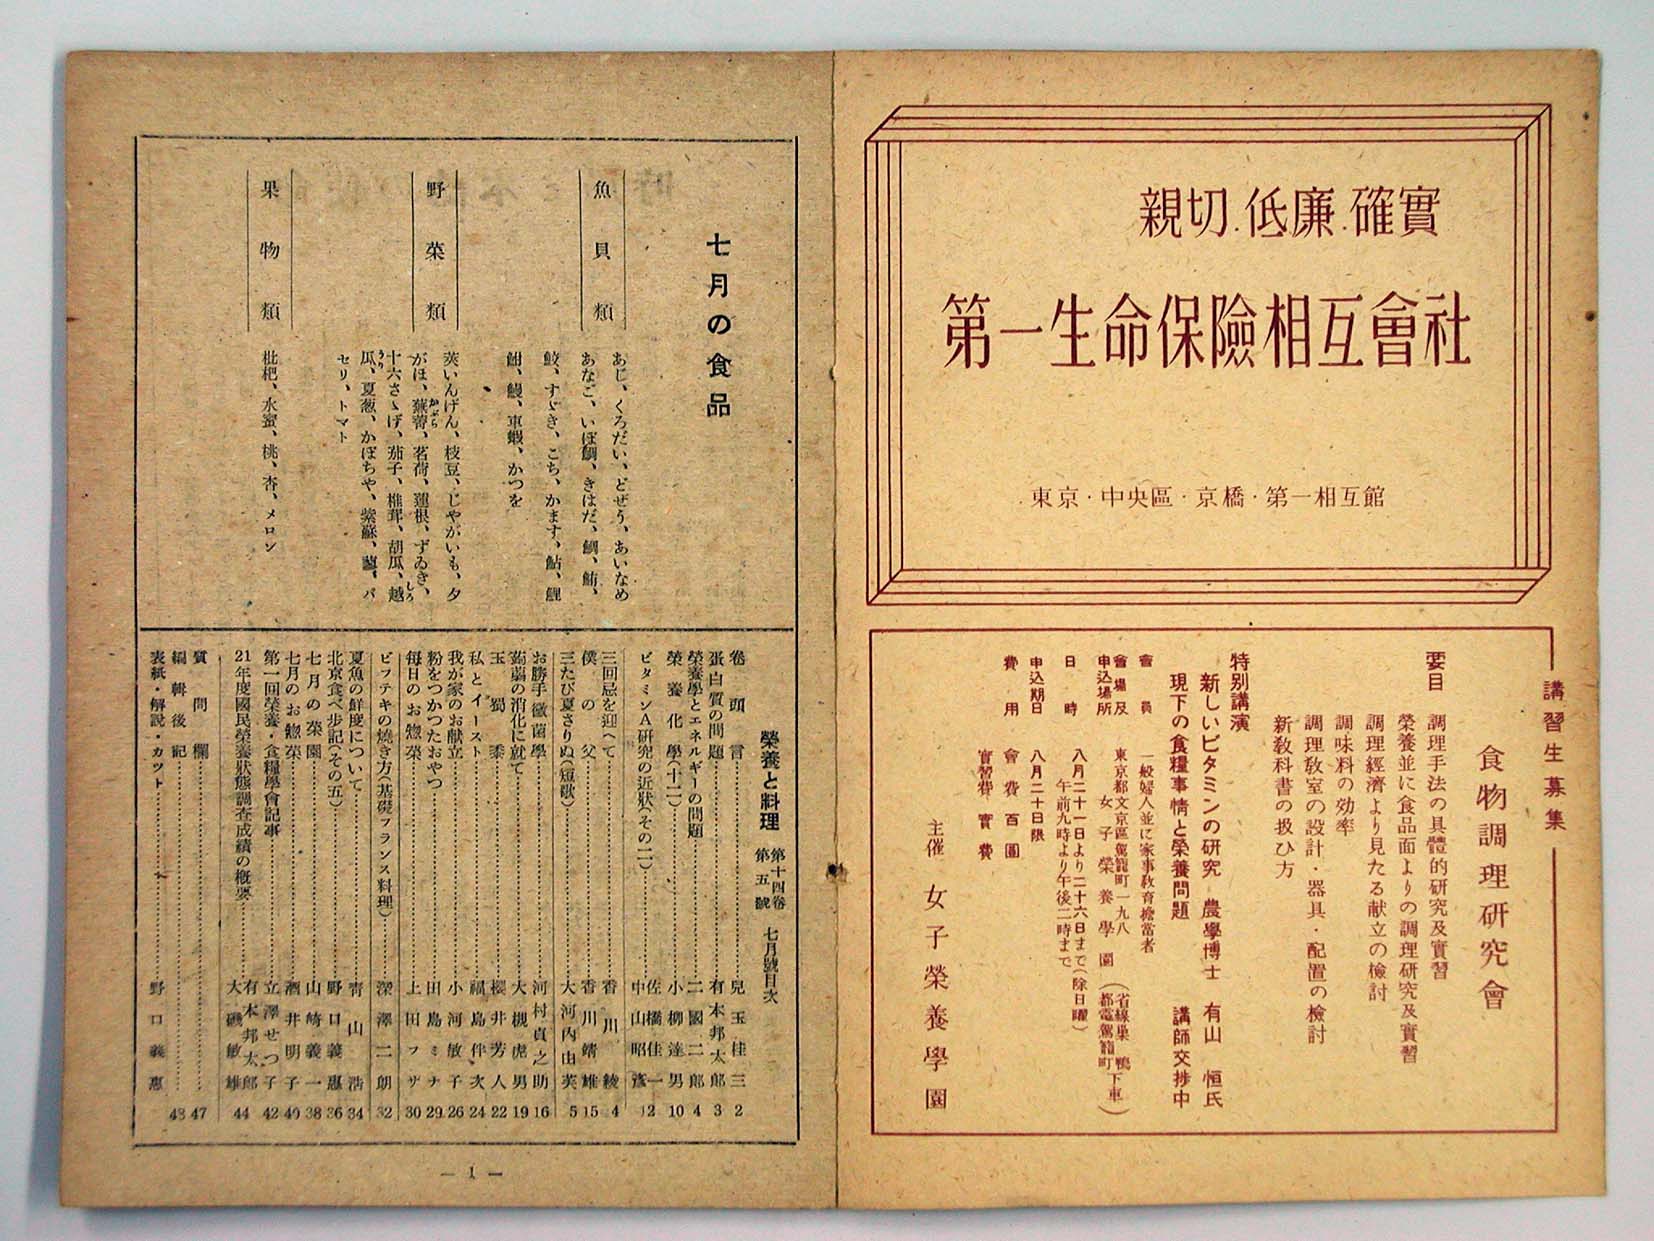 親切.低廉.確實
第一生命保險相互會社
東京・中央區・京橋・第一相互館
講習生募集
食物調理研究會
要目
調理手法の具體的研究及實習
榮養並に食品面よりの調理研究及實習
調理經濟より見たる献立の檢討
調味料の効率
調理教室の設計・器具・配置の檢討
新敎科書の扱ひ方
特別講演
新しいビタミンの研究 農學博士 有山恒氏
現下の食糧事情と榮養問題 講師交渉中
會員 一般婦人並に家事敎育擔當者
會場及申込場所 東京都文京區駕籠町一九八 女子榮養學園(省線巢鴨 都電駕籠町下車)
日時 八月二十一日より二十六日まで(除日曜)
午前九時より午後二時まで
申込期日 八月二十日限
費用 會費百圓
實習費實費
主催 女子榮養學園
七月の食品
魚貝類
あじ、くろだい、どぜう、あいなめ
あなご、いぼ鯛、きはだ、鯛、鮪、
鮫、すゞき、こち、かます、鮎、鯉
鮒、鰻、車蝦、かつを
野菜類
莢いんげん、枝豆、じやがいも、夕
がほ、蕪菁、茗荷、蓮根、ずゐき、
十六さゝげ、茄子、椎茸、胡瓜、越
瓜、夏葱、かぼちや、紫蘇、蓼、パ
セリ、トマト
果物類
枇杷、水蜜、桃、杏、メロン
榮養と料理 第十四卷 第五號 七月號目次
卷頭言 兒玉桂三 2
蛋白質の問題 有本邦太郎 3
榮養學とエネルギーの問題 二國二郎 4
榮養化學(十二) 小柳達男 10
ビタミンA研究の近狀(その二) 佐橋佳一 中山昭彥 12
三回忌を迎へて 香川綾 4
僕の父 香川靖雄 15
三たび夏さりぬ(短歌) 大河内由芙 5
お勝手黴菌學 河村貞之助 16
蒟蒻の消化に就て 大槻虎男 19
玉蜀黍 櫻井芳人 22
私とイースト 福島伴次 24
我が家のお献立 小河敏子 26
粉をつかつたおやつ 田島ミナ 29
每日のお惣菜 上田フサ 30
ビフテキの燒き方(基礎フランス料理) 深澤二朗 32
夏魚の鮮度について 靑山浩 34
北京食べ步記(その五) 野口義惠 36
七月の菜園 山崎義一 38
七月のお惣菜 酒井明子 40
第一回榮養・食糧學會記事 立澤せつ子 42
21年度國民榮養狀態調査成績の槪要 有本邦太郎 大磯敏雄 44
質問欄 47
編輯後記 48
表紙・解說・カツト 野口義惠
— 1 —